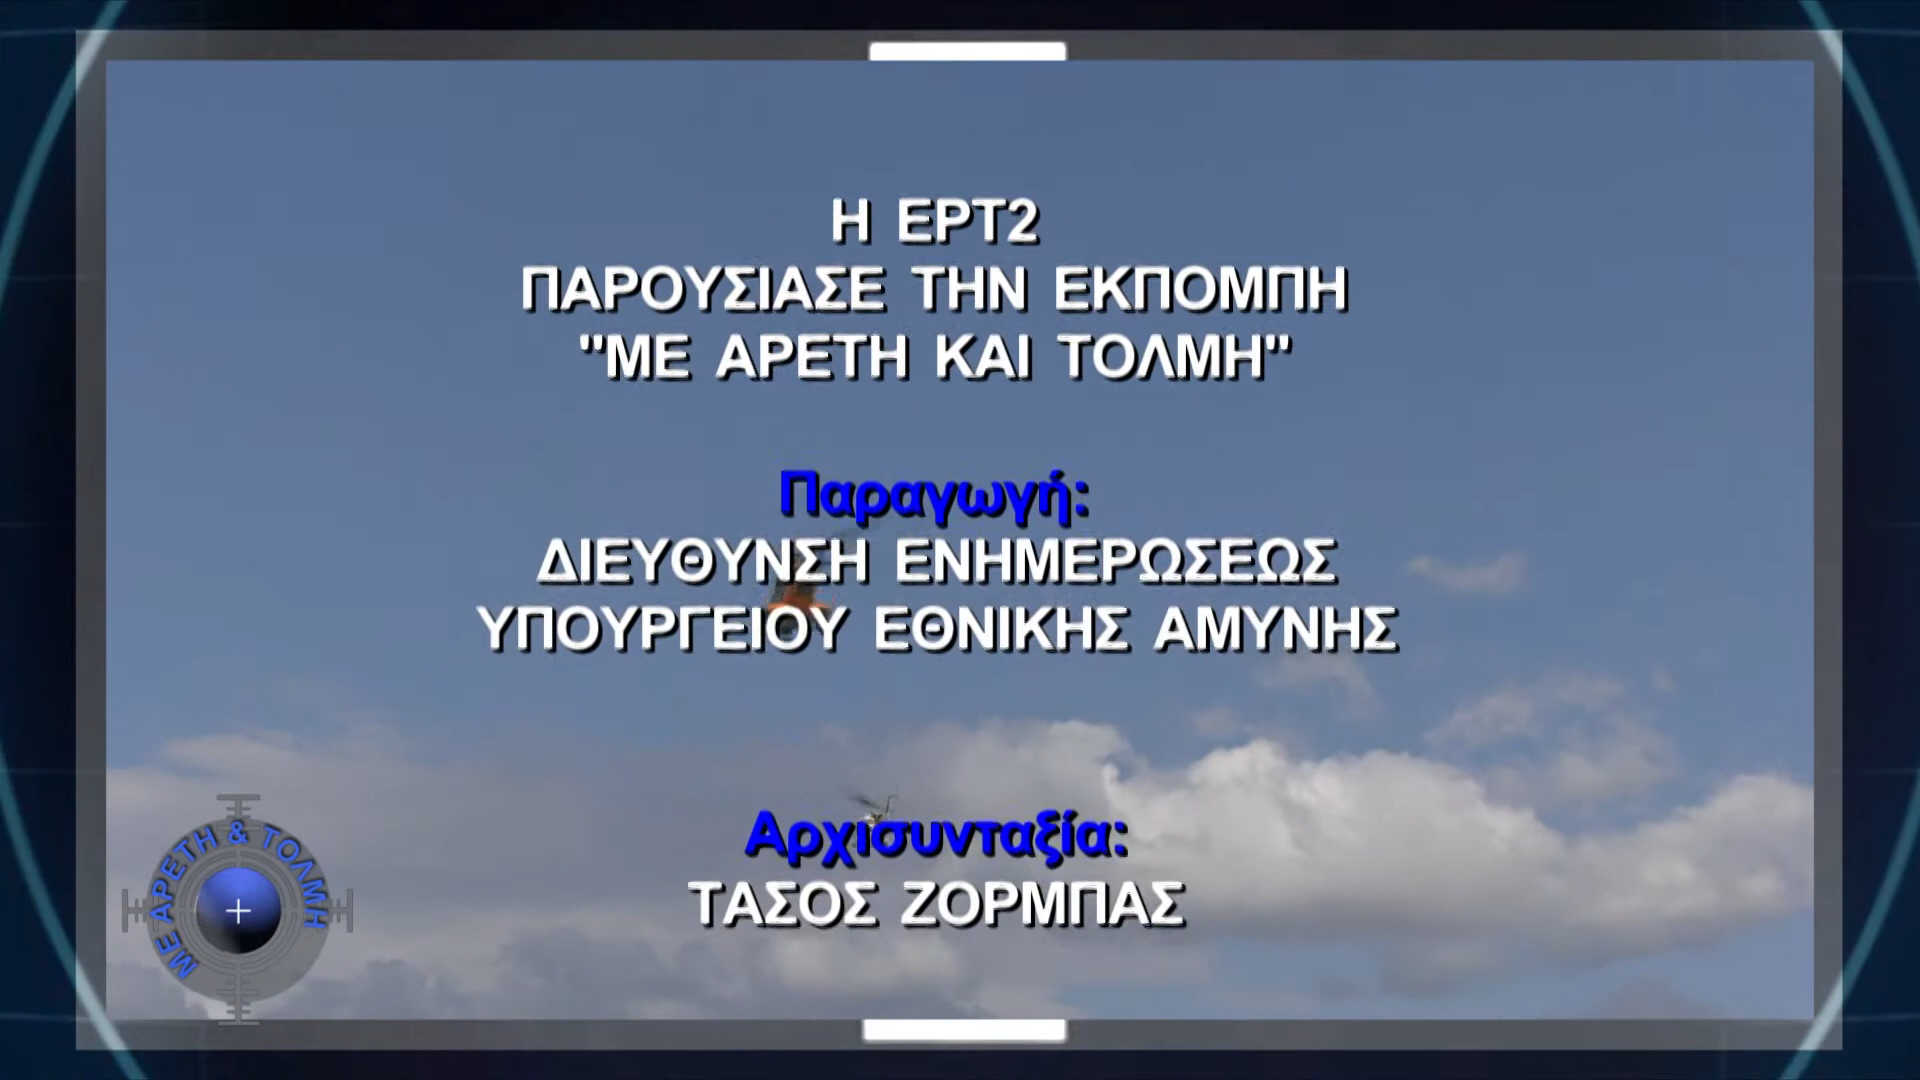 Η ΕΡΤ2
ΠΑΡΟΥΣΙΑΣΕ ΤΗΝ ΕΚΠΟΜΠΗ
"ΜΕ ΑΡΕΤΗ ΚΑΙ ΤΟΛΜΗ"
Παραγωγή:
ΔΙΕΥΘΥΝΣΗ ΕΝΗΜΕΡΩΣΕΩΣ
ΥΠΟΥΡΓΕΙΟΥ ΕΘΝΙΚΗΣ ΑΜΥΝΗΣ
Αρχισυνταξία:
ΤΑΣΟΣ ΖΟΡΜΠΑΣ
ΜΕ ΑΡΕΤΗ & ΤΟΛΜΗ